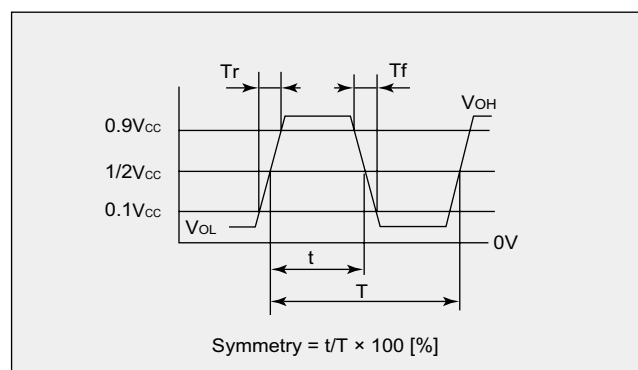 Tr
Tf
VOH
0.9Vcc
1/2Vcc
0.1Vcc
VOL
0V
t
T
Symmetry = t/T × 100 [%]